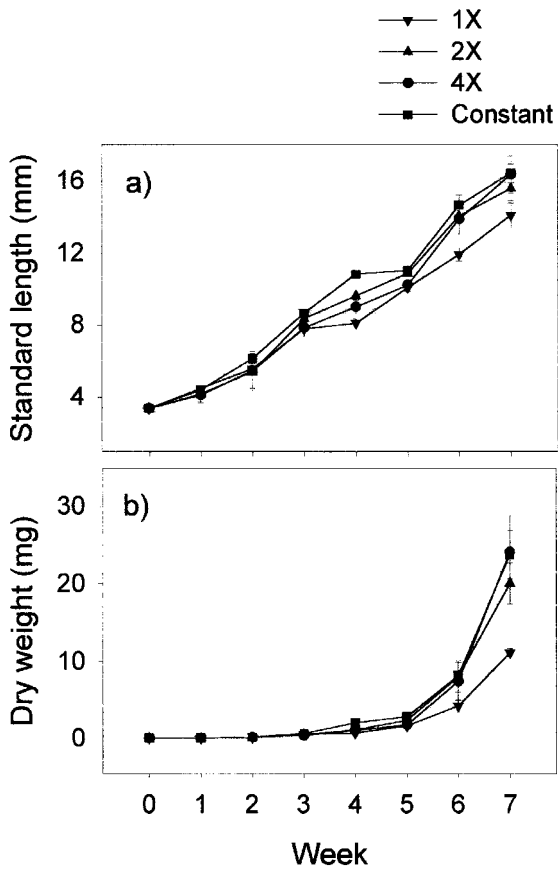 1X
2X
4X
Constant
a)
Standard length (mm)
16
12
8
4
b)
Dry weight (mg)
30
20
10
0
0 1 2 3 4 5 6 7
Week